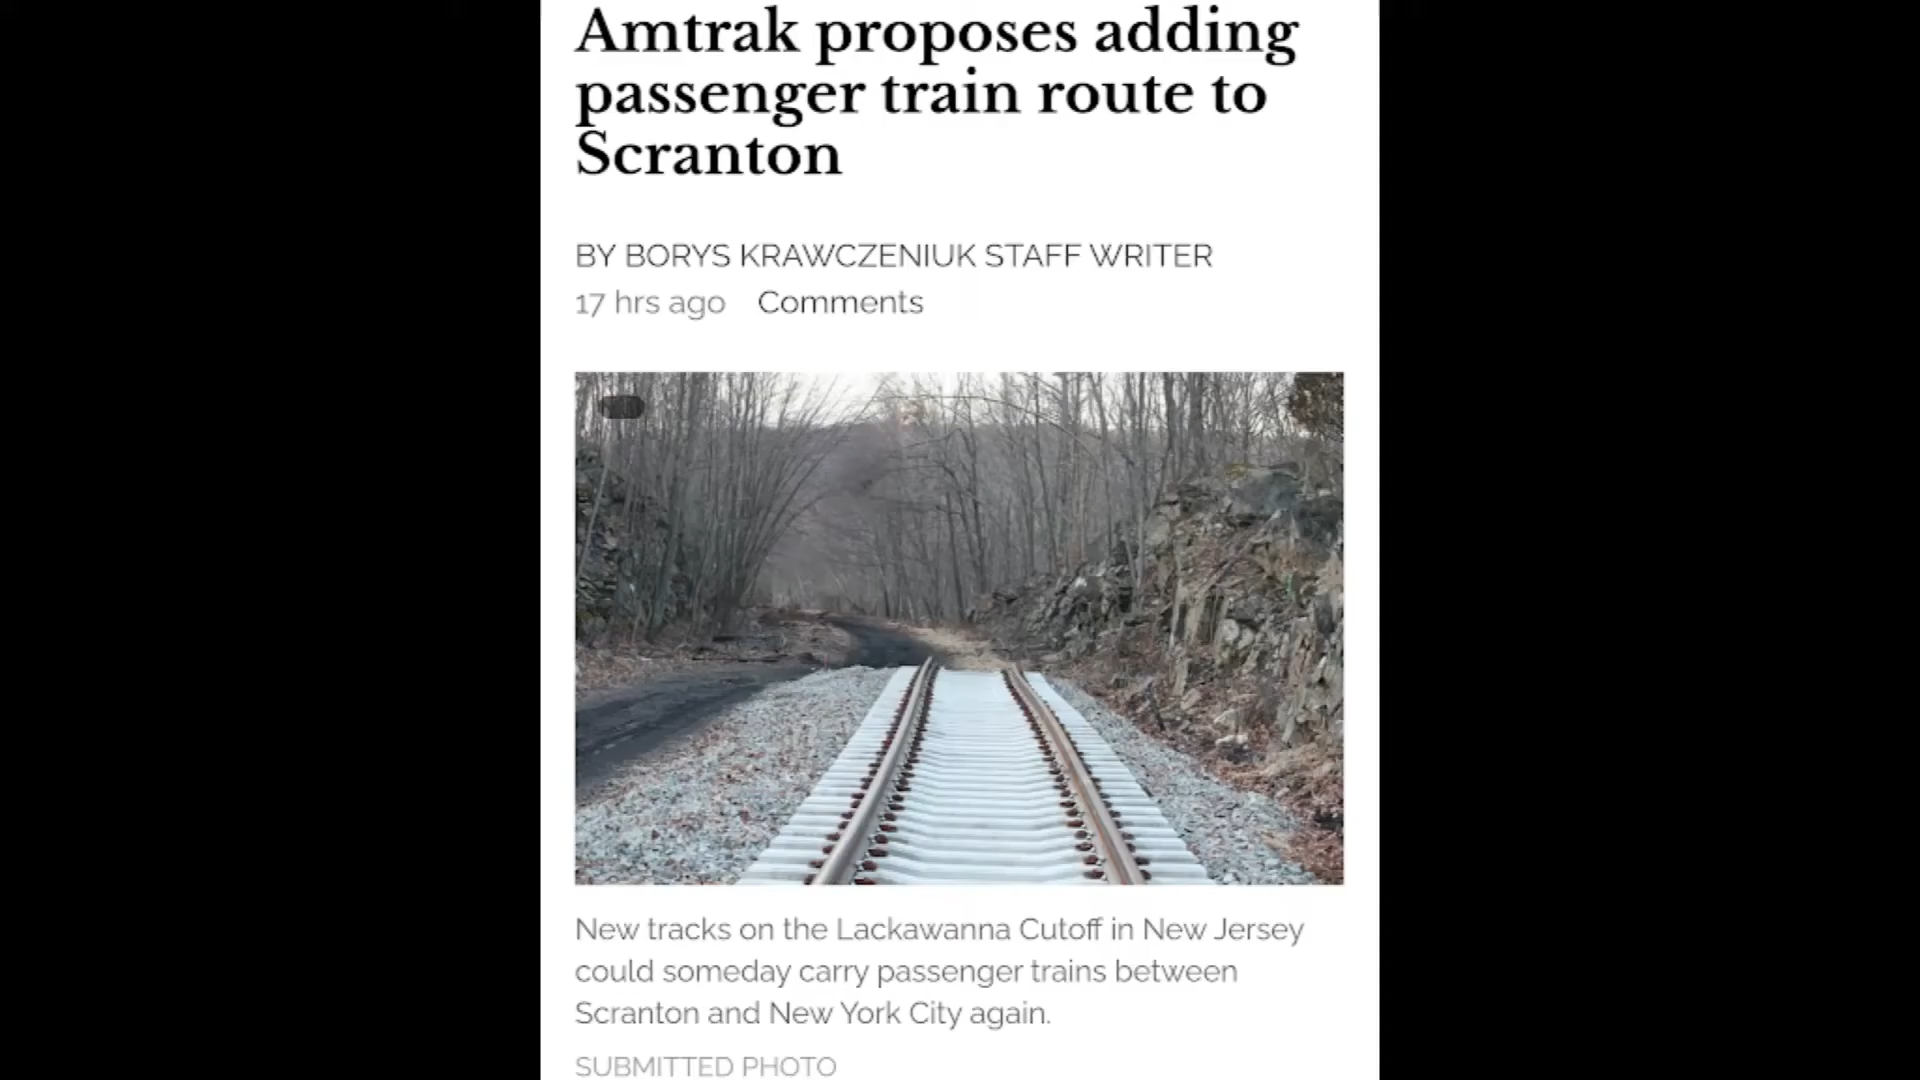 Amtrak proposes adding
passenger train route to
Scranton
BY BORYS KRAWCZENIUK STAFF WRITER
17 hrs ago Comments
New tracks on the Lackawanna Cutoff in New Jersey
could someday carry passenger trains between
Scranton and New York City again.
SUBMITTED PHOTO